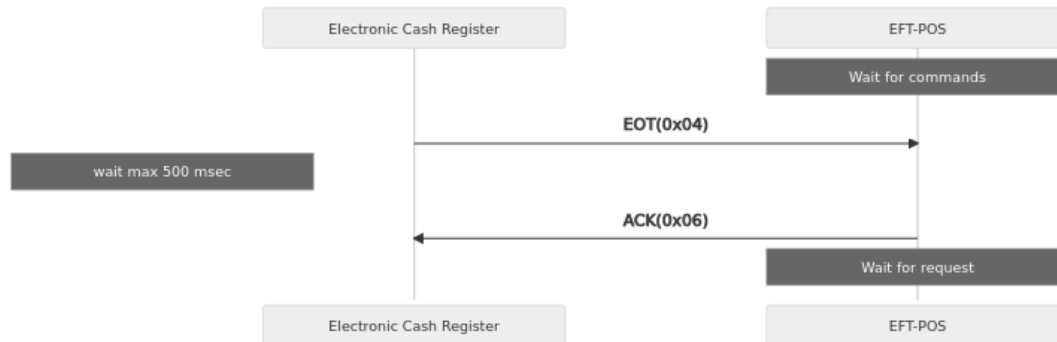 Electronic Cash Register
EFT-POS
Wait for commands
EOT(0x04)
wait max 500 msec
ACK(0x06)
Wait for request
Electronic Cash Register
EFT-POS